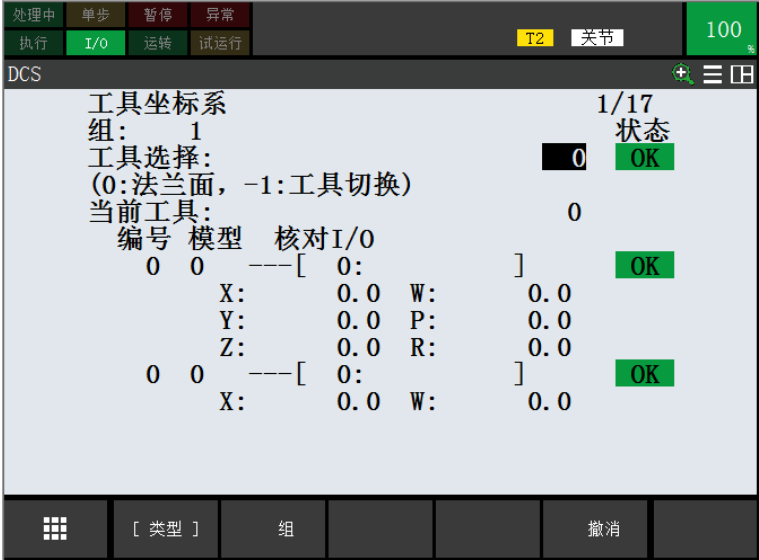 处理中 单步 暂停 异常
执行 I/O 运转 试运行 T2 关节 100 %
DCS
工具坐标系 1/17
组: 1 状态
工具选择: 0 OK
(0:法兰面, -1:工具切换)
当前工具: 0
编号 模型 核对I/O
0 0 ---[ 0: ] OK
X: 0.0 W: 0.0
Y: 0.0 P: 0.0
Z: 0.0 R: 0.0
0 0 ---[ 0: ] OK
X: 0.0 W: 0.0
[ 类型 ] 组 撤消